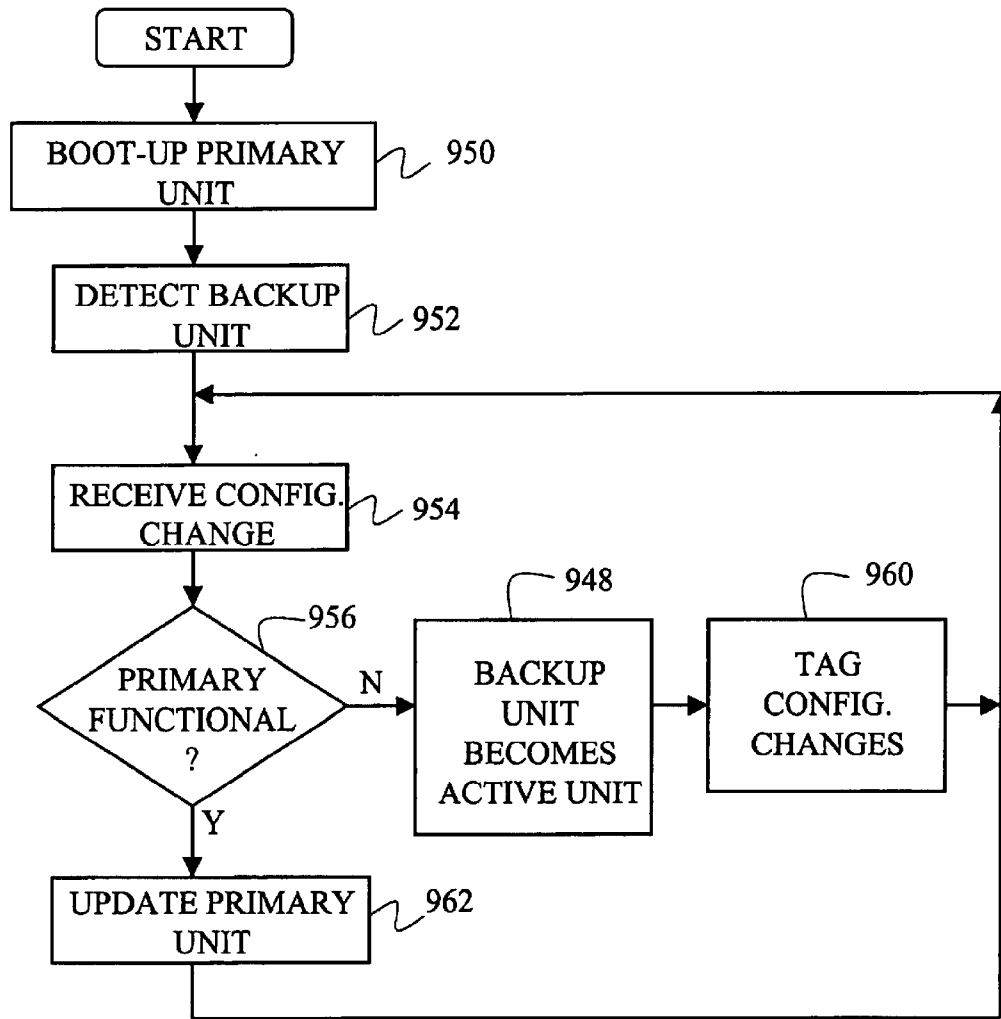 START
BOOT-UP PRIMARY
UNIT
950
DETECT BACKUP
UNIT
952
RECEIVE CONFIG.
CHANGE
954
PRIMARY
FUNCTIONAL
?
956
N
Y
BACKUP
UNIT
BECOMES
ACTIVE UNIT
948
TAG
CONFIG.
CHANGES
960
UPDATE PRIMARY
UNIT
962